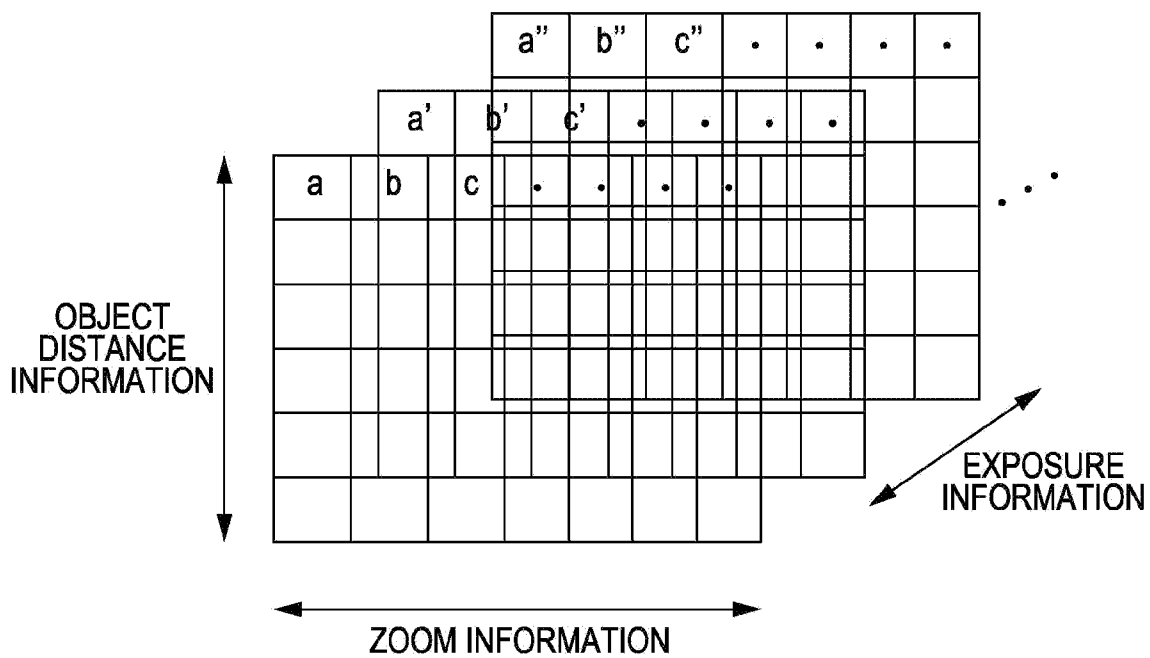 a” b” c” • • • •
a’ b’ c’ • • • •
a b c • • • •
• • •
OBJECT
DISTANCE
INFORMATION
EXPOSURE
INFORMATION
ZOOM INFORMATION